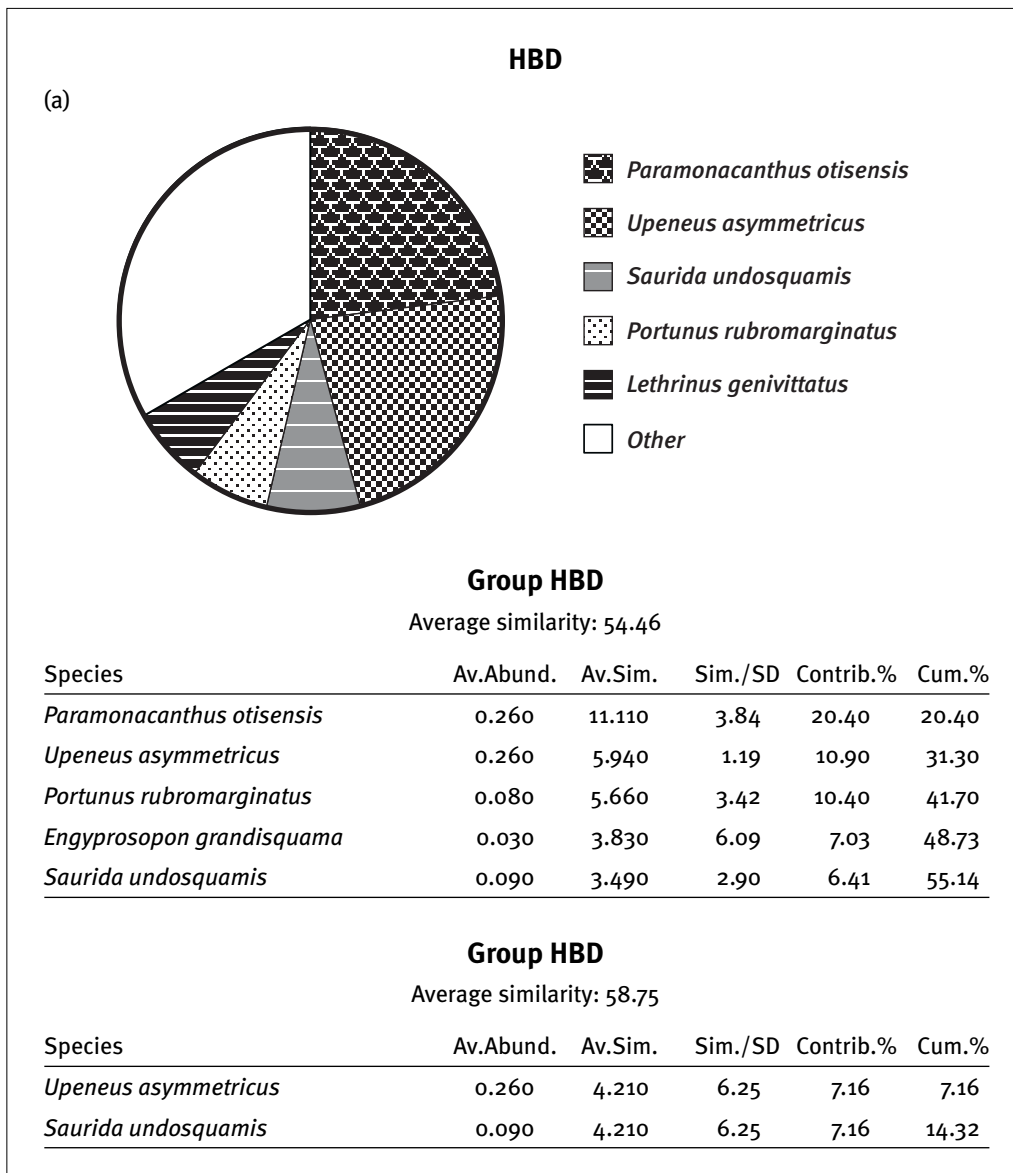 HBD
(a)
Paramonacanthus otisensis
Upeneus asymmetricus
Saurida undosquamis
Portunus rubromarginatus
Lethrinus genivittatus
Other
Group HBD
Average similarity: 54.46
Species Av.Abund. Av.Sim. Sim./SD Contrib.% Cum.%
Paramonacanthus otisensis 0.260 11.110 3.84 20.40 20.40
Upeneus asymmetricus 0.260 5.940 1.19 10.90 31.30
Portunus rubromarginatus 0.080 5.660 3.42 10.40 41.70
Engyprosopon grandisquama 0.030 3.830 6.09 7.03 48.73
Saurida undosquamis 0.090 3.490 2.90 6.41 55.14
Group HBD
Average similarity: 58.75
Species Av.Abund. Av.Sim. Sim./SD Contrib.% Cum.%
Upeneus asymmetricus 0.260 4.210 6.25 7.16 7.16
Saurida undosquamis 0.090 4.210 6.25 7.16 14.32